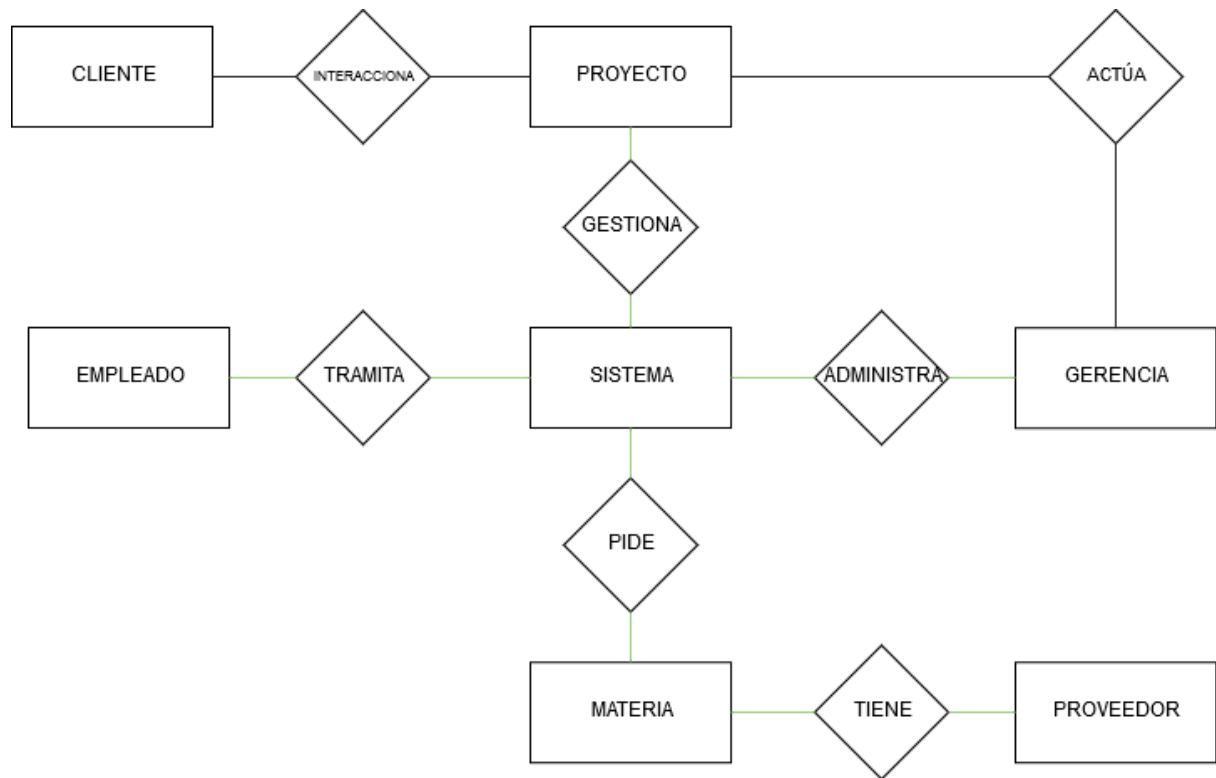 CLIENTE
INTERACCIONA
PROYECTO
ACTÚA
GESTIONA
EMPLEADO
TRAMITA
SISTEMA
ADMINISTRA
GERENCIA
PIDE
MATERIA
TIENE
PROVEEDOR